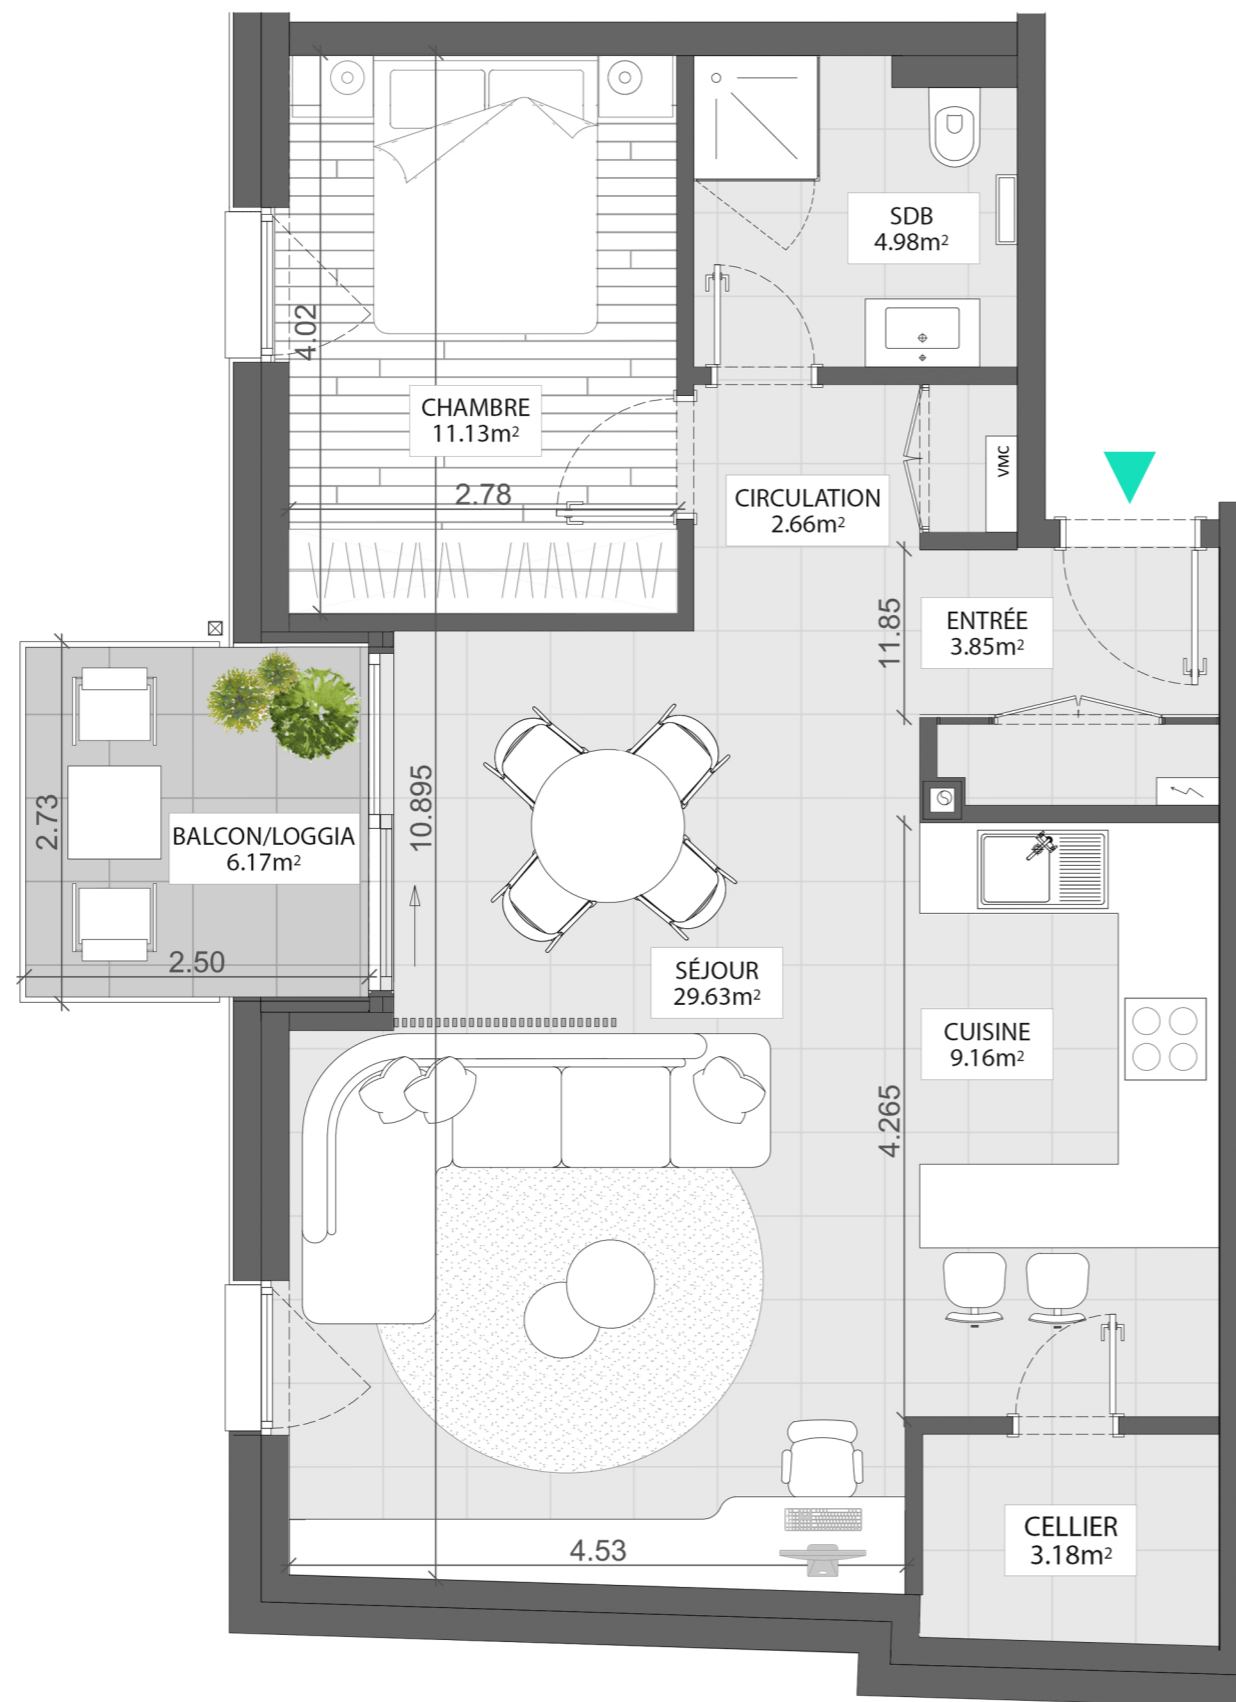 SDB
4.98m²
4.02
CHAMBRE
11.13m²
2.78
VMC
CIRCULATION
2.66m²
11.85
ENTRÉE
3.85m²
2.73
10.895
BALCON/LOGGIA
6.17m²
2.50
SÉJOUR
29.63m²
CUISINE
9.16m²
4.265
4.53
CELLIER
3.18m²